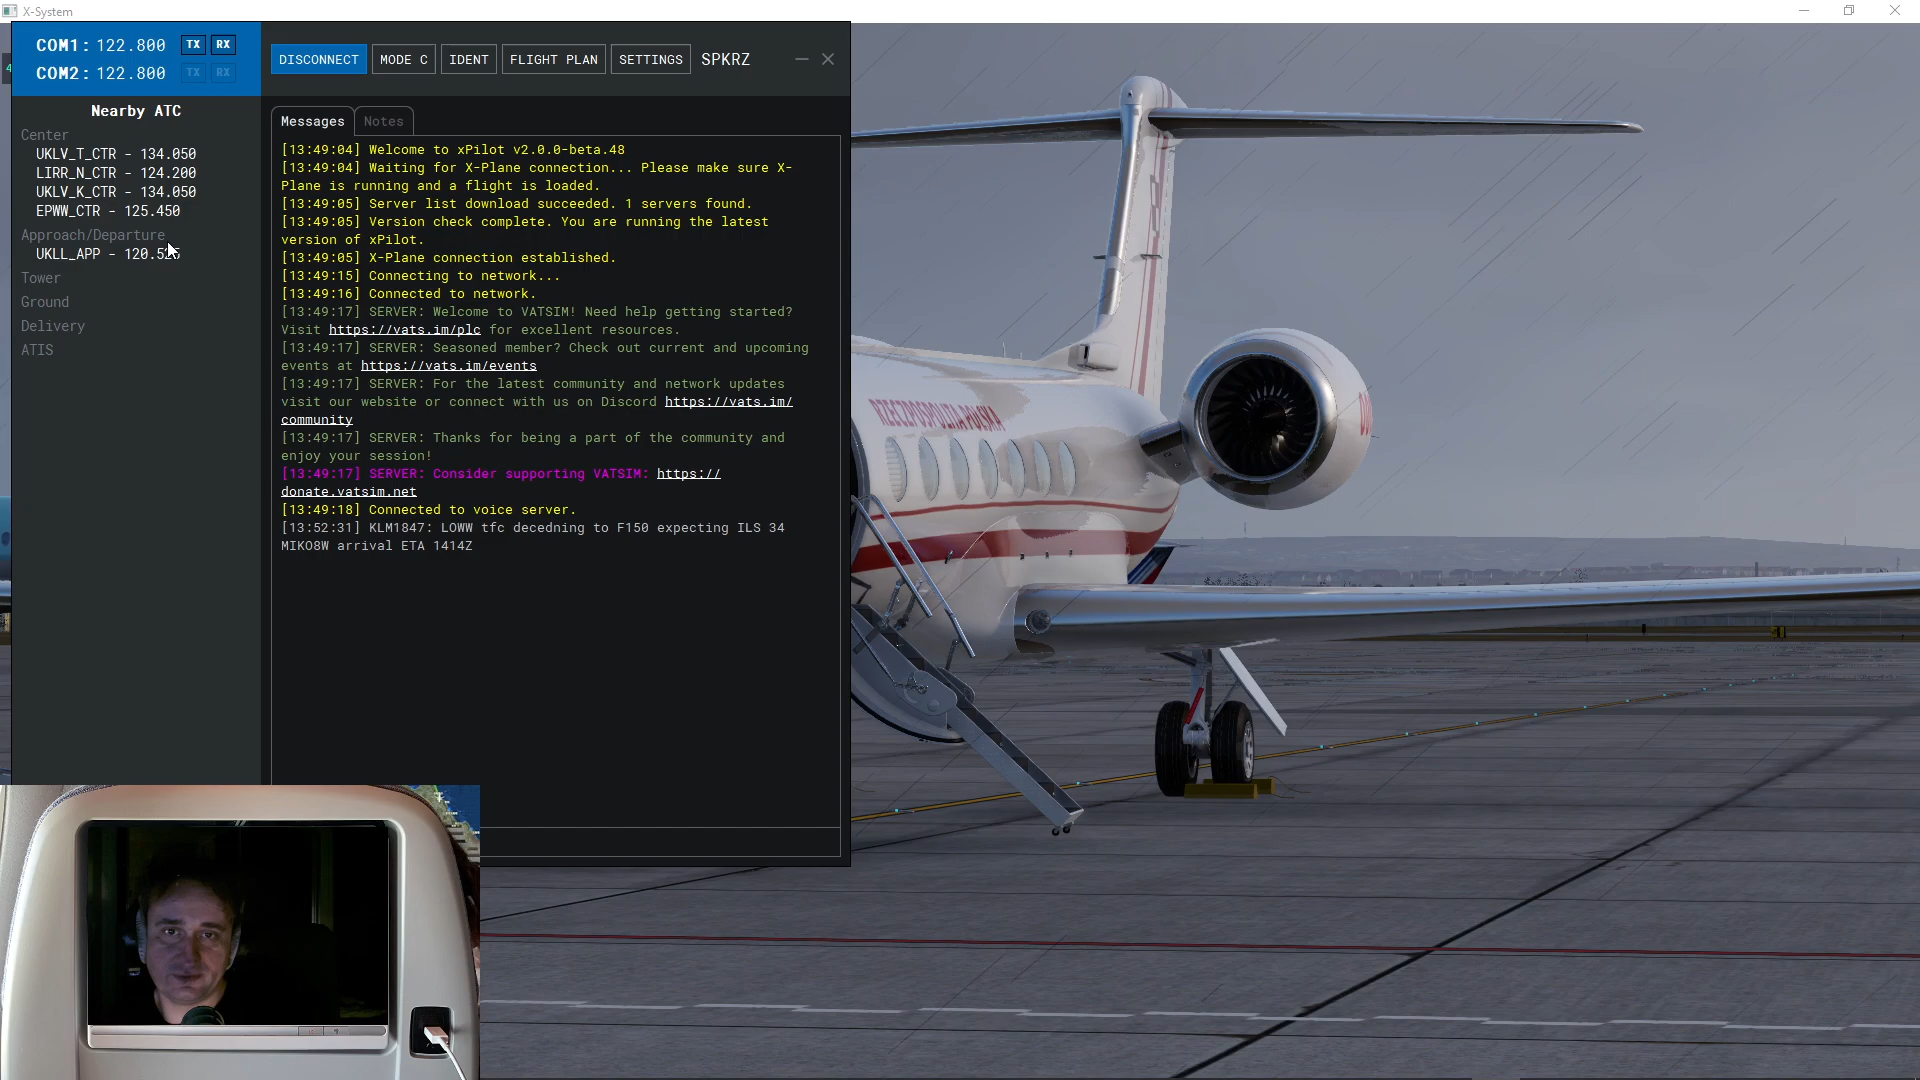 X-System
COM1: 122.800 TX RX
COM2: 122.800 TX RX
DISCONNECT
MODE C
IDENT
FLIGHT PLAN
SETTINGS
SPKRZ
Nearby ATC
Center
UKLV_T_CTR - 134.050
LIRR_N_CTR - 124.200
UKLV_K_CTR - 134.050
EPWW_CTR - 125.450
Approach/Departure
UKLL_APP - 120.525
Tower
Ground
Delivery
ATIS
Messages
Notes
[13:49:04] Welcome to xPilot v2.0.0-beta.48
[13:49:04] Waiting for X-Plane connection... Please make sure X-
Plane is running and a flight is loaded.
[13:49:05] Server list download succeeded. 1 servers found.
[13:49:05] Version check complete. You are running the latest
version of xPilot.
[13:49:05] X-Plane connection established.
[13:49:15] Connecting to network...
[13:49:16] Connected to network.
[13:49:17] SERVER: Welcome to VATSIM! Need help getting started?
Visit https://vats.im/plc for excellent resources.
[13:49:17] SERVER: Seasoned member? Check out current and upcoming
events at https://vats.im/events
[13:49:17] SERVER: For the latest community and network updates
visit our website or connect with us on Discord https://vats.im/
community
[13:49:17] SERVER: Thanks for being a part of the community and
enjoy your session!
[13:49:17] SERVER: Consider supporting VATSIM: https://
donate.vatsim.net
[13:49:18] Connected to voice server.
[13:52:31] KLM1847: LOWW tfc decedning to F150 expecting ILS 34
MIKO8W arrival ETA 1414Z
RZECZPOSPOLITA POLSKA